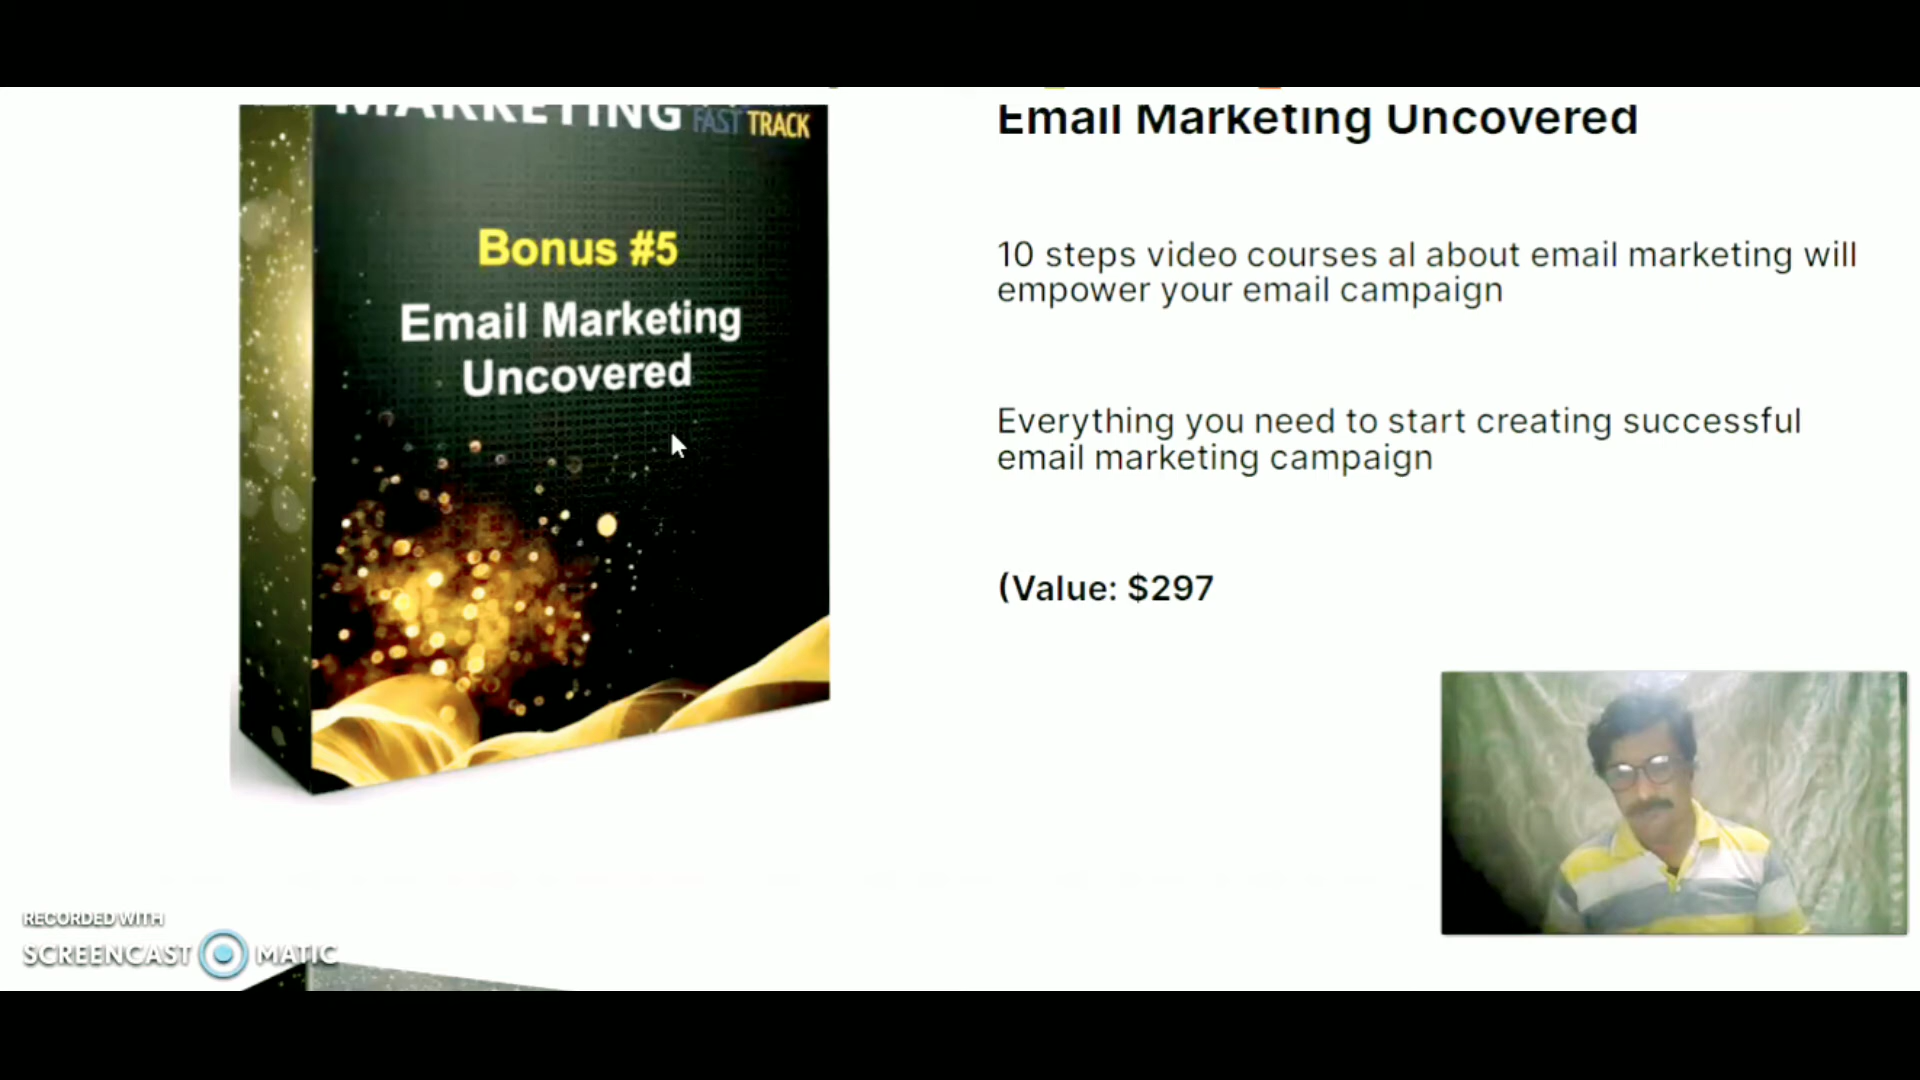 MARKETING FAST TRACK
Bonus #5
Email Marketing
Uncovered
Email Marketing Uncovered
10 steps video courses al about email marketing will
empower your email campaign
Everything you need to start creating successful
email marketing campaign
(Value: $297
RECORDED WITH
SCREENCAST MATIC